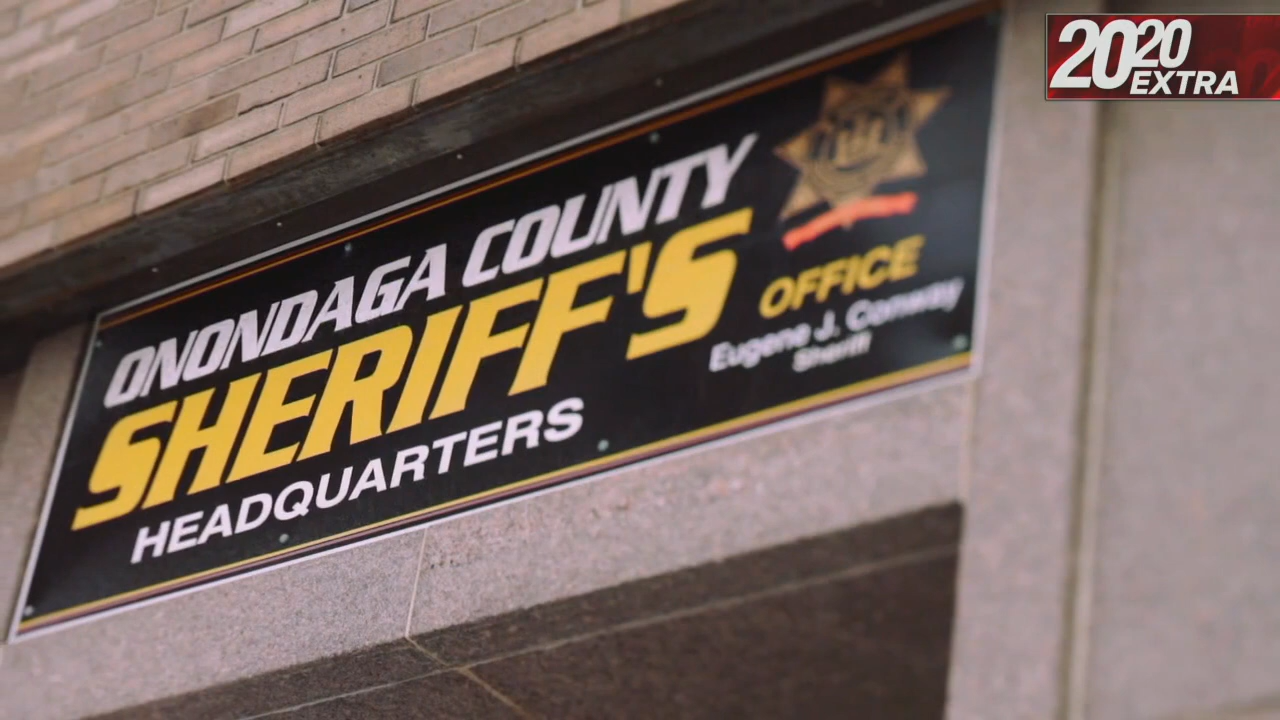 2020
EXTRA
ONONDAGA COUNTY
SHERIFF'S
OFFICE
HEADQUARTERS
Eugene J. Conway
Sheriff